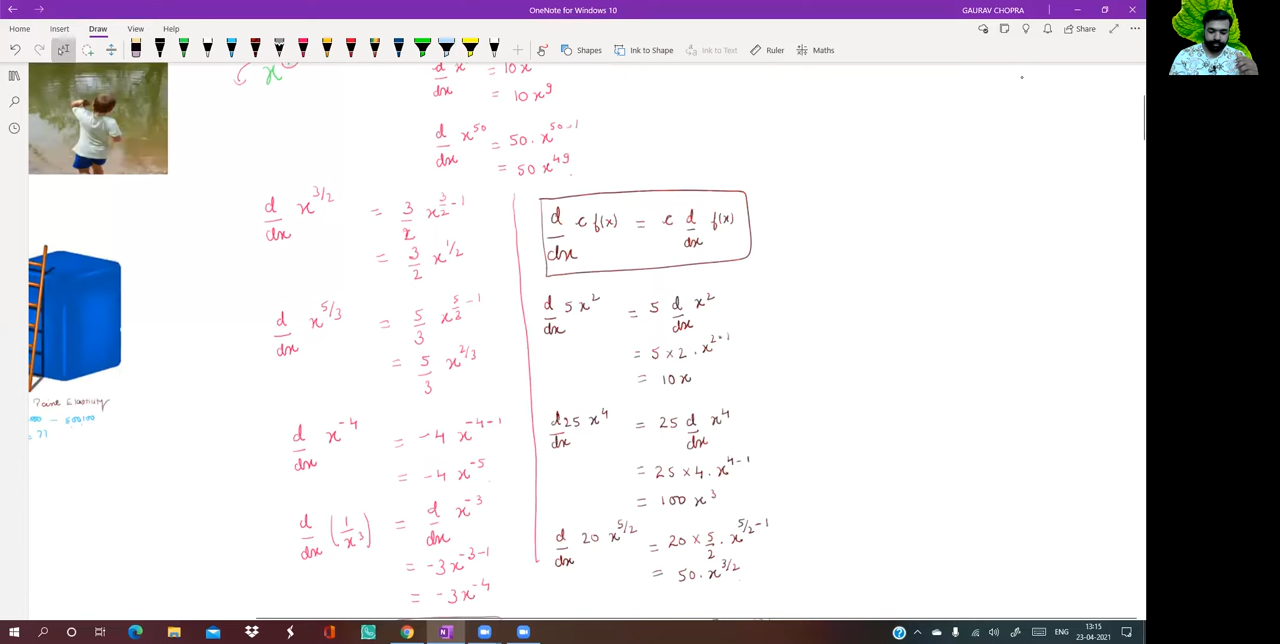 OneNote for Windows 10
GAURAV CHOPRA
Home Insert Draw View Help
Shapes Ink to Shape Ink to Text Ruler Maths Share
x
d/dx x = 10x
= 10x^9
d/dx x^50 = 50. x^50-1
= 50x^49
d/dx x^3/2 = 3/2 x^3/2-1
= 3/2 x^1/2
d/dx x^5/3 = 5/3 x^5/3-1
= 5/3 x^2/3
d/dx x^-4 = -4 x^-4-1
= -4 x^-5
d/dx (1/x^3) = d/dx x^-3
= -3x^-3-1
= -3x^-4
d/dx c f(x) = c d/dx f(x)
d/dx 5x^2 = 5 d/dx x^2
= 5 × 2 . x^2-1
= 10x
d/dx 25 x^4 = 25 d/dx x^4
= 25 × 4. x^4-1
= 100 x^3
d/dx 20 x^5/2 = 20 × 5/2 . x^5/2-1
= 50. x^3/2
Point Elasticity
ENG
13:15
23-04-2021